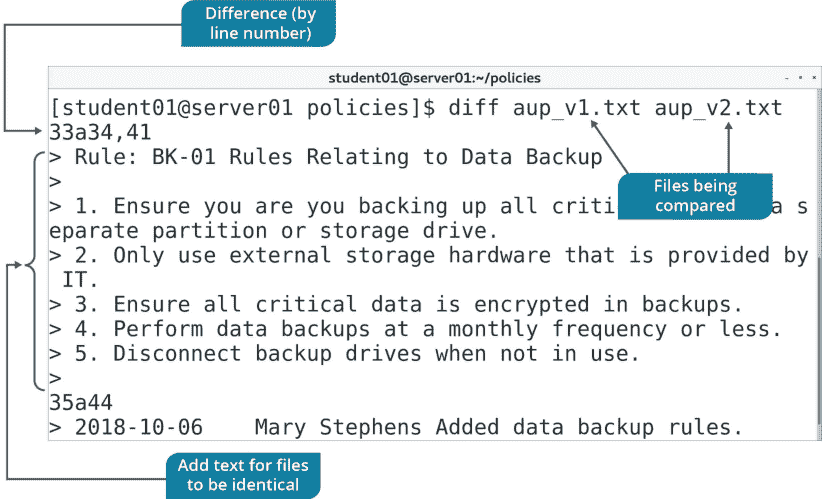 Difference (by
line number)
student01@server01:~/policies
[student01@server01 policies]$ diff aup_v1.txt aup_v2.txt
33a34,41
> Rule: BK-01 Rules Relating to Data Backup
>
Files being
compared
> 1. Ensure you are you backing up all criti a s
eparate partition or storage drive.
> 2. Only use external storage hardware that is provided by
IT.
> 3. Ensure all critical data is encrypted in backups.
> 4. Perform data backups at a monthly frequency or less.
> 5. Disconnect backup drives when not in use.
>
35a44
> 2018-10-06    Mary Stephens Added data backup rules.
Add text for files
to be identical